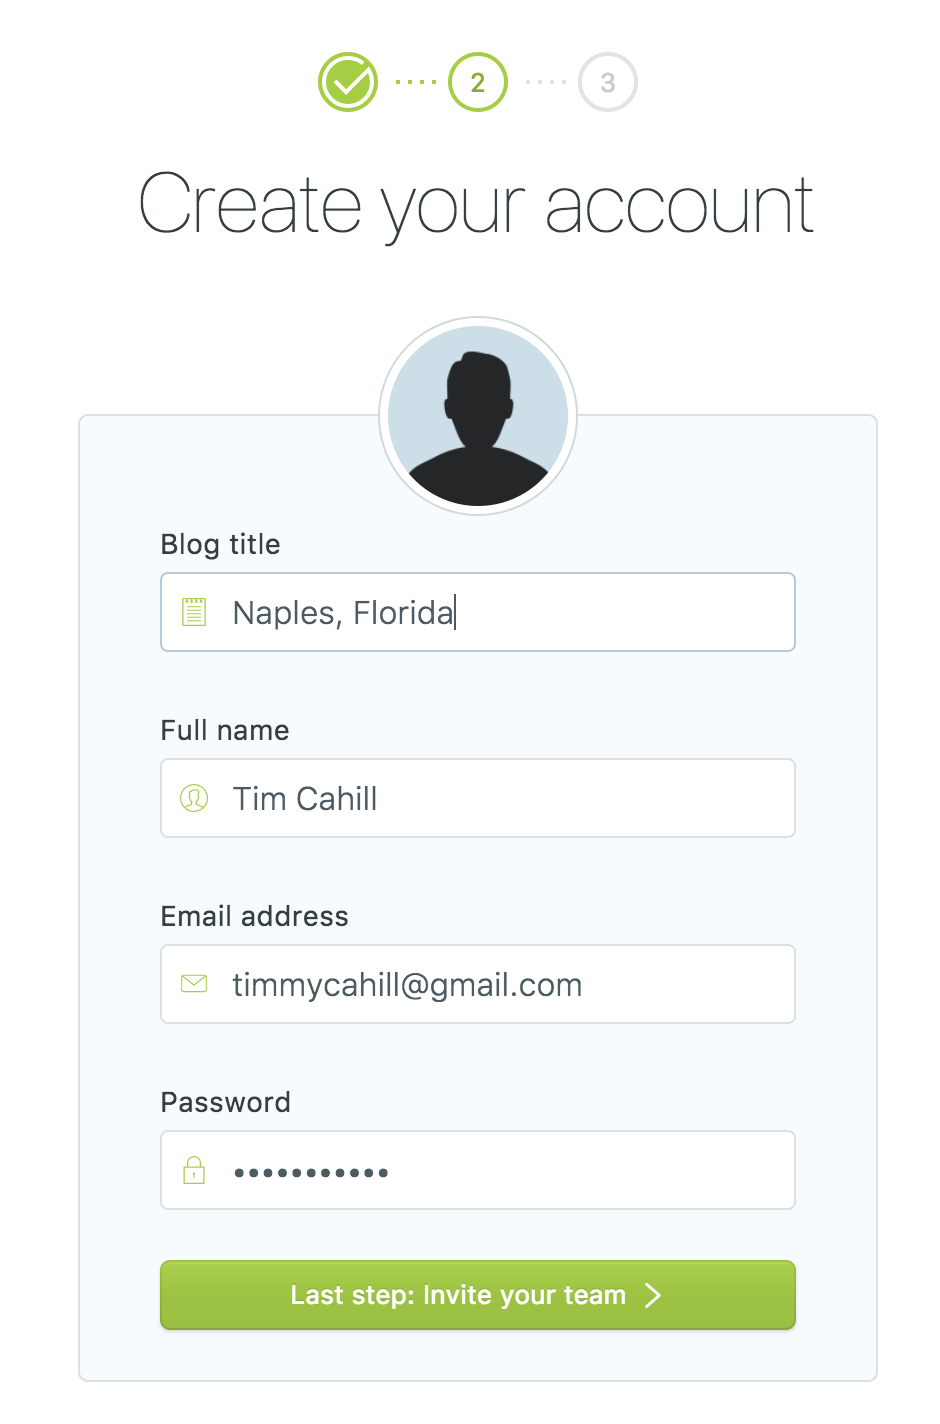 2
3
Create your account
Blog title
Naples, Florida
Full name
Tim Cahill
Email address
timmycahill@gmail.com
Password
•••••••••••
Last step: Invite your team